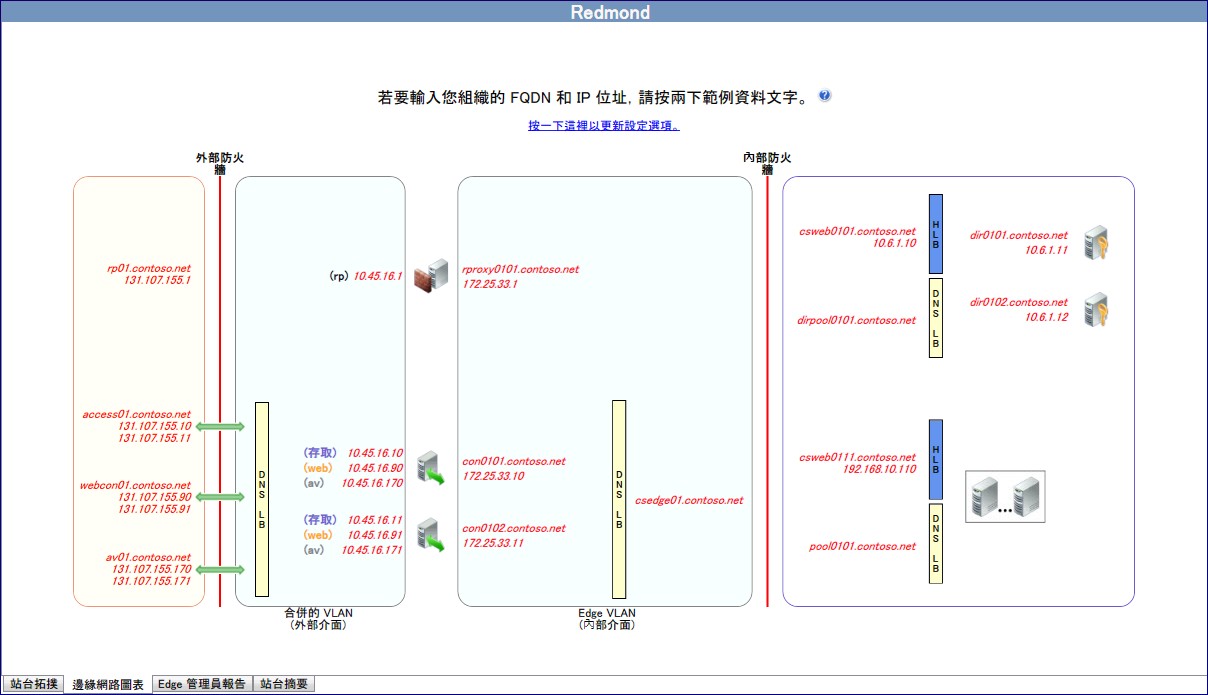 Redmond
若要輸入您組織的 FQDN 和 IP 位址, 請按兩下範例資料文字。
按一下這裡以更新設定選項。
外部防火
牆
內部防火
牆
rp01.contoso.net
131.107.155.1
(rp) 10.45.16.1
rproxy0101.contoso.net
172.25.33.1
csweb0101.contoso.net
10.6.1.10
HLB
dir0101.contoso.net
10.6.1.11
dirpool0101.contoso.net
DNS LB
dir0102.contoso.net
10.6.1.12
access01.contoso.net
131.107.155.10
131.107.155.11
webcon01.contoso.net
131.107.155.90
131.107.155.91
av01.contoso.net
131.107.155.170
131.107.155.171
DNS LB
(存取) 10.45.16.10
(web) 10.45.16.90
(av) 10.45.16.170
con0101.contoso.net
172.25.33.10
(存取) 10.45.16.11
(web) 10.45.16.91
(av) 10.45.16.171
con0102.contoso.net
172.25.33.11
DNS LB
csedge01.contoso.net
csweb0111.contoso.net
192.168.10.110
HLB
...
pool0101.contoso.net
DNS LB
合併的 VLAN
(外部介面)
Edge VLAN
(內部介面)
站台拓撲
邊緣網路圖表
Edge 管理員報告
站台摘要